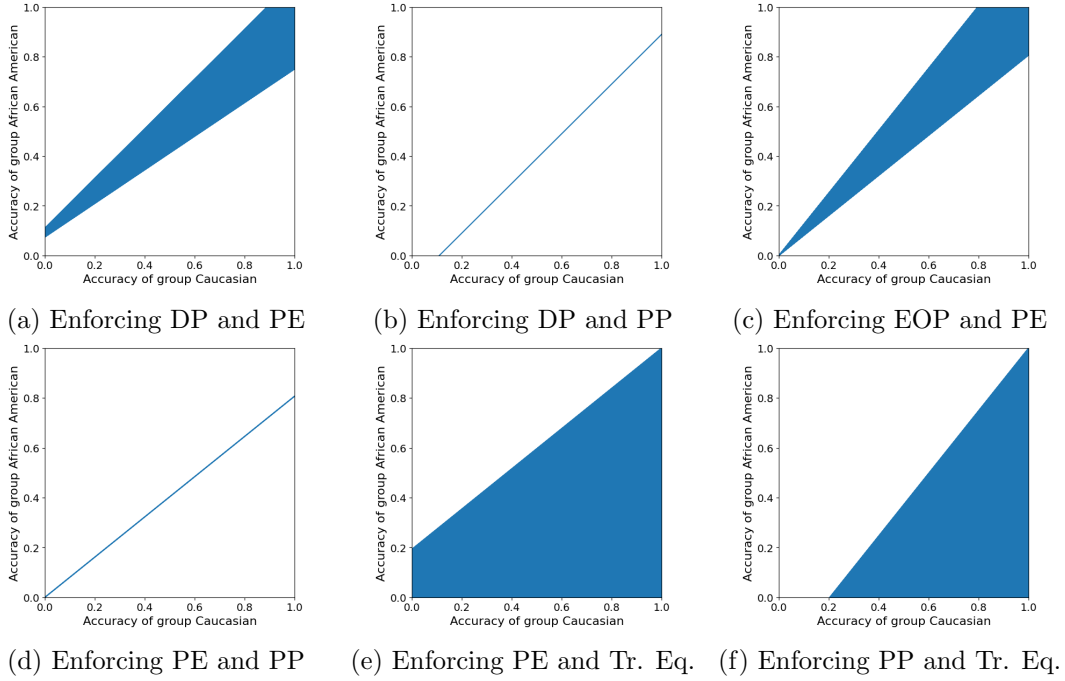 1.0
0.8
0.6
0.4
0.2
0.0
Accuracy of group African American
0.0 0.2 0.4 0.6 0.8 1.0
Accuracy of group Caucasian
(a) Enforcing DP and PE
1.0
0.8
0.6
0.4
0.2
0.0
Accuracy of group African American
0.0 0.2 0.4 0.6 0.8 1.0
Accuracy of group Caucasian
(b) Enforcing DP and PP
1.0
0.8
0.6
0.4
0.2
0.0
Accuracy of group African American
0.0 0.2 0.4 0.6 0.8 1.0
Accuracy of group Caucasian
(c) Enforcing EOP and PE
1.0
0.8
0.6
0.4
0.2
0.0
Accuracy of group African American
0.0 0.2 0.4 0.6 0.8 1.0
Accuracy of group Caucasian
(d) Enforcing PE and PP
1.0
0.8
0.6
0.4
0.2
0.0
Accuracy of group African American
0.0 0.2 0.4 0.6 0.8 1.0
Accuracy of group Caucasian
(e) Enforcing PE and Tr. Eq.
1.0
0.8
0.6
0.4
0.2
0.0
Accuracy of group African American
0.0 0.2 0.4 0.6 0.8 1.0
Accuracy of group Caucasian
(f) Enforcing PP and Tr. Eq.